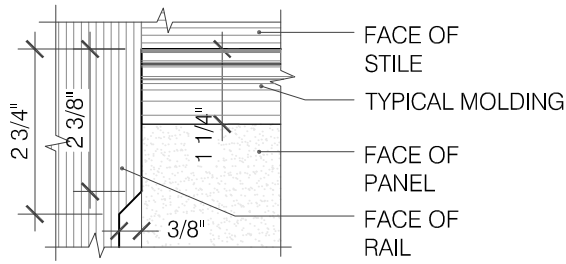 FACE OF
STILE
TYPICAL MOLDING
FACE OF
PANEL
FACE OF
RAIL
2 3/4"
2 3/8"
1 1/4"
3/8"